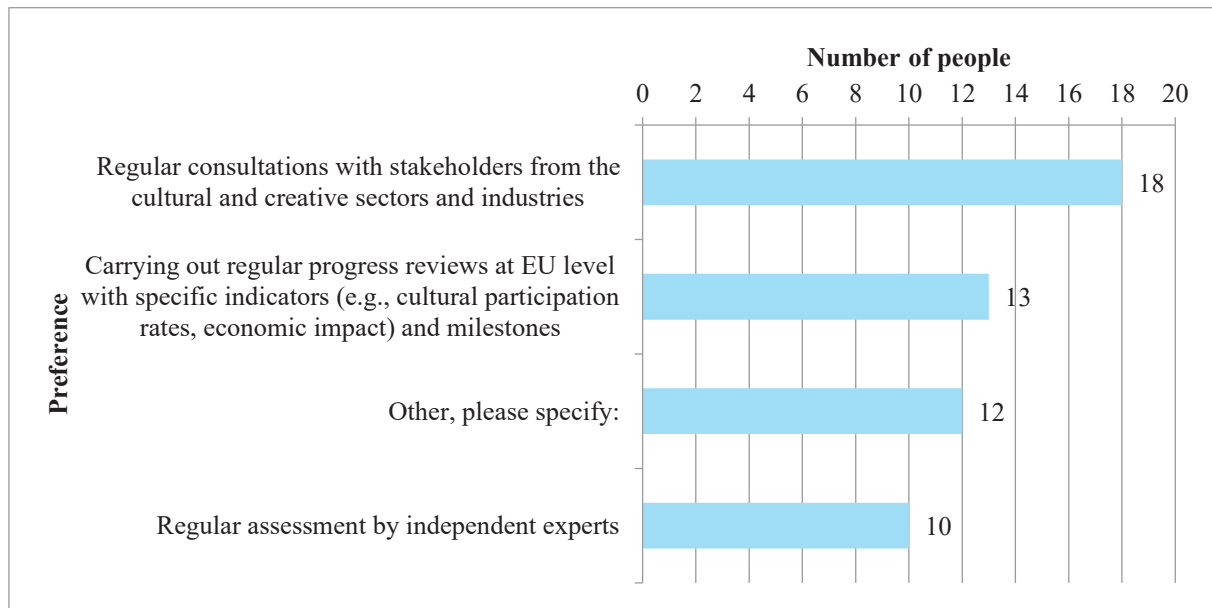 Number of people
0 2 4 6 8 10 12 14 16 18 20
Regular consultations with stakeholders from the
cultural and creative sectors and industries
18
Carrying out regular progress reviews at EU level
with specific indicators (e.g., cultural participation
rates, economic impact) and milestones
13
Preference
Other, please specify:
12
Regular assessment by independent experts
10